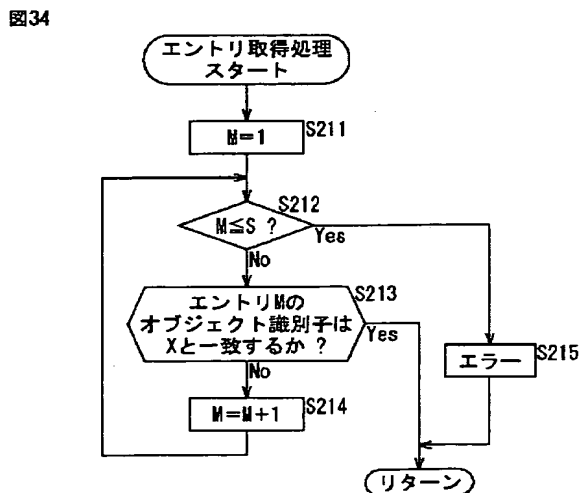 図34
エントリ取得処理
スタート
M=1
S211
S212
M≦S ?
Yes
No
S213
エントリMの
オブジェクト識別子は
Xと一致するか ?
Yes
No
S215
エラー
S214
M=M+1
リターン